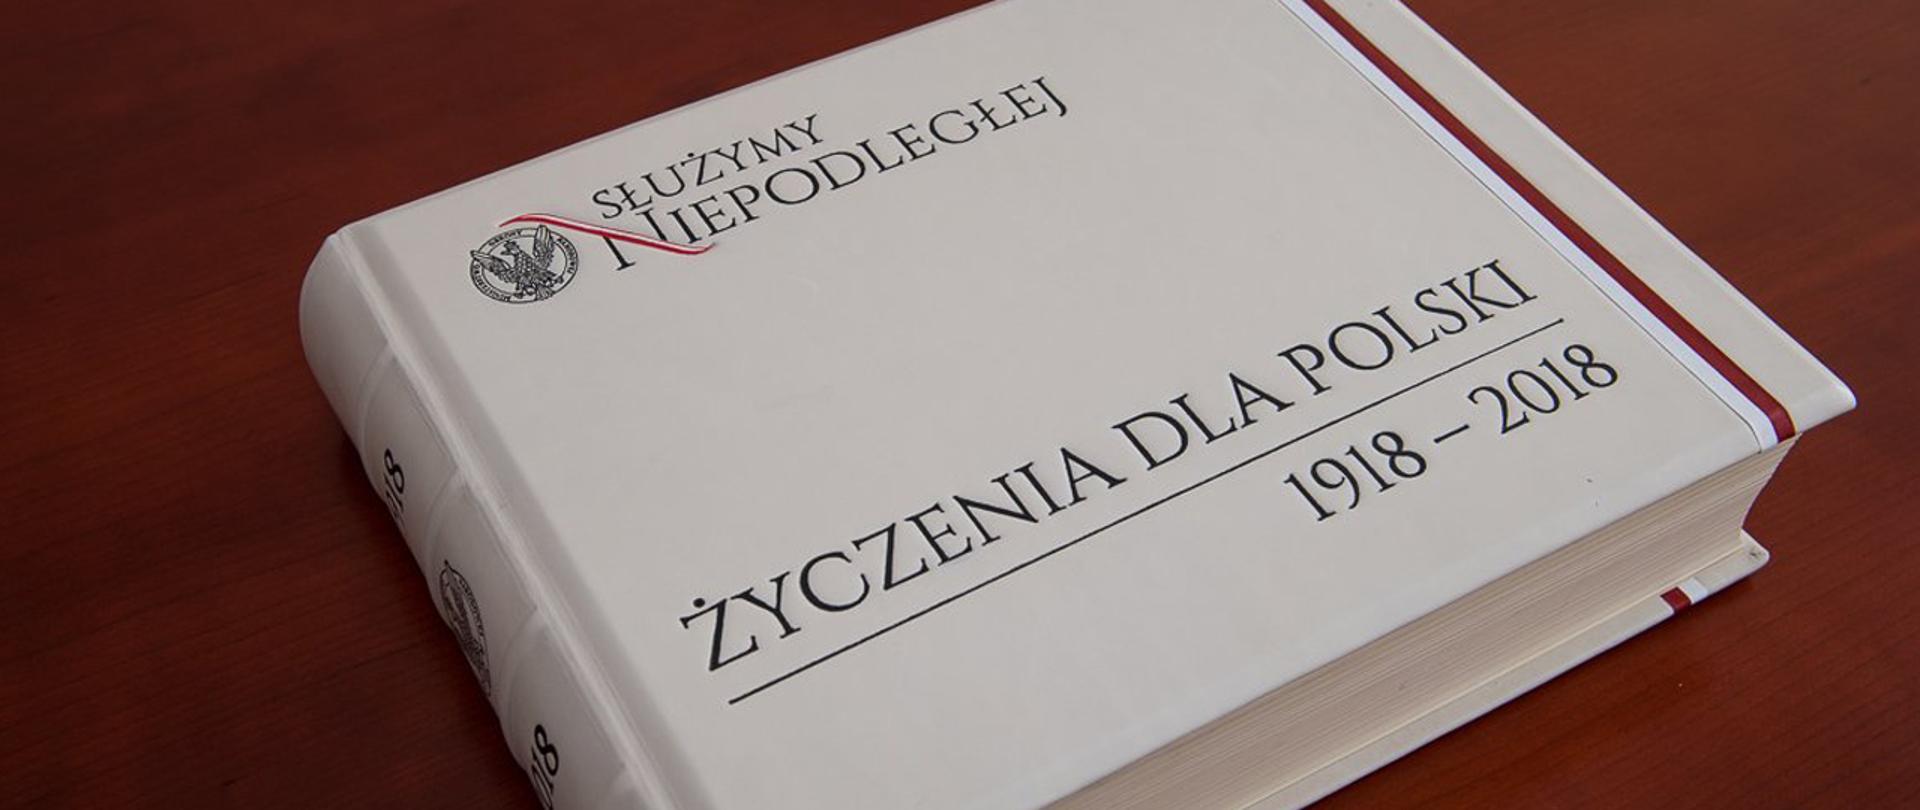 SŁUŻYMY
NIEPODLEGŁEJ
ŻYCZENIA DLA POLSKI
1918 – 2018